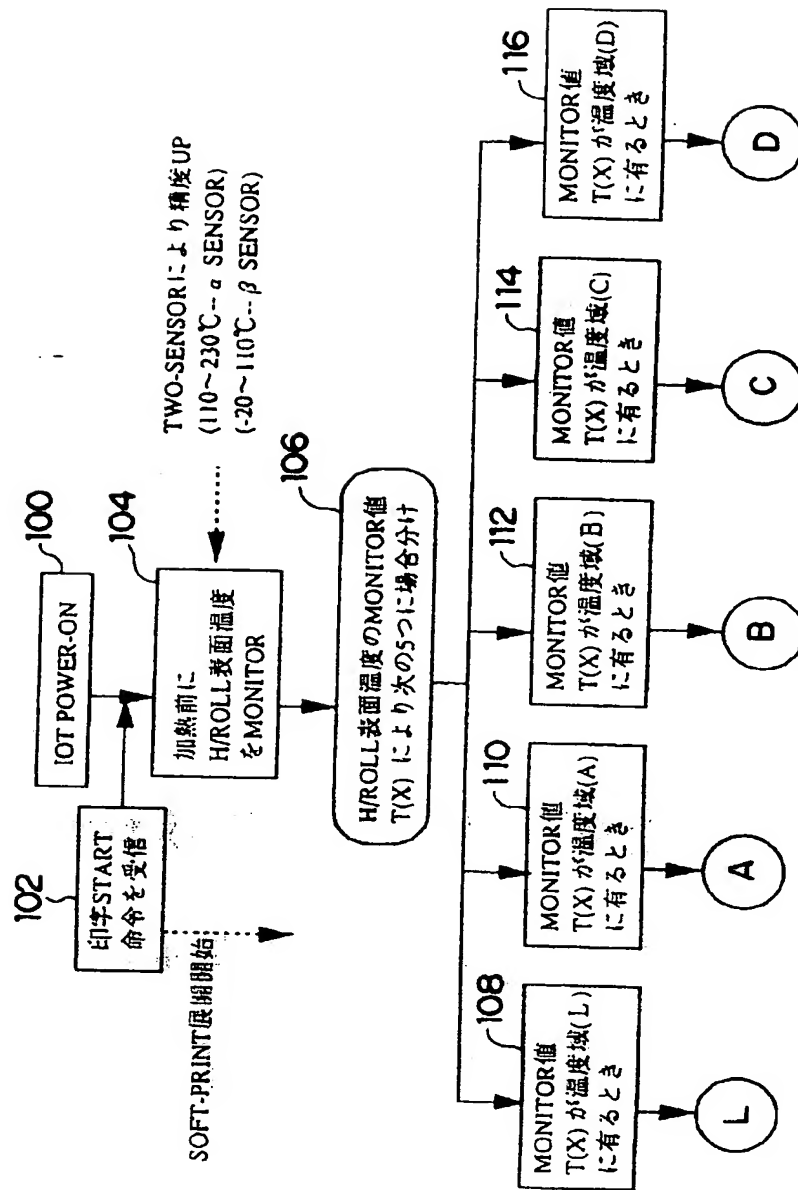 100
IOT POWER-ON
102
印字START
命令を受信
SOFT-PRINT展開開始
104
加熱前に
H/ROLL表面温度
をMONITOR
TWO-SENSORにより精度UP
(110~230℃--α SENSOR)
(-20~110℃--β SENSOR)
106
H/ROLL表面温度のMONITOR値
T(X)により次の5つに場合分け
108
MONITOR値
T(X)が温度域(L)
に有るとき
L
110
MONITOR値
T(X)が温度域(A)
に有るとき
A
112
MONITOR値
T(X)が温度域(B)
に有るとき
B
114
MONITOR値
T(X)が温度域(C)
に有るとき
C
116
MONITOR値
T(X)が温度域(D)
に有るとき
D